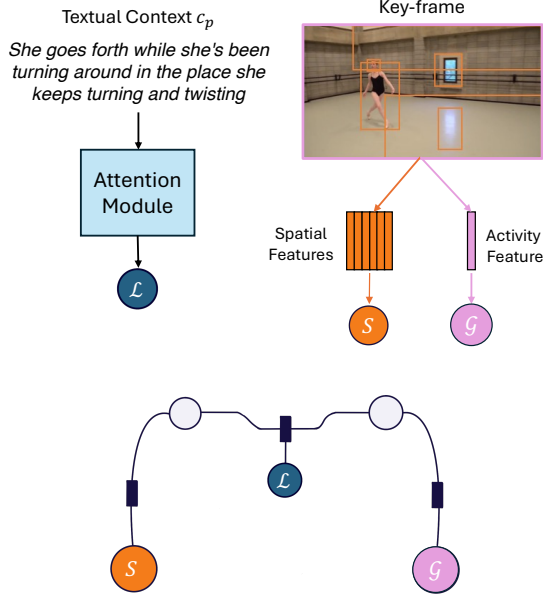 Textual Context c_p
She goes forth while she's been
turning around in the place she
keeps turning and twisting
Attention
Module
ℒ
Key-frame
Spatial
Features
Activity
Feature
S
𝒢
ℒ
S
𝒢